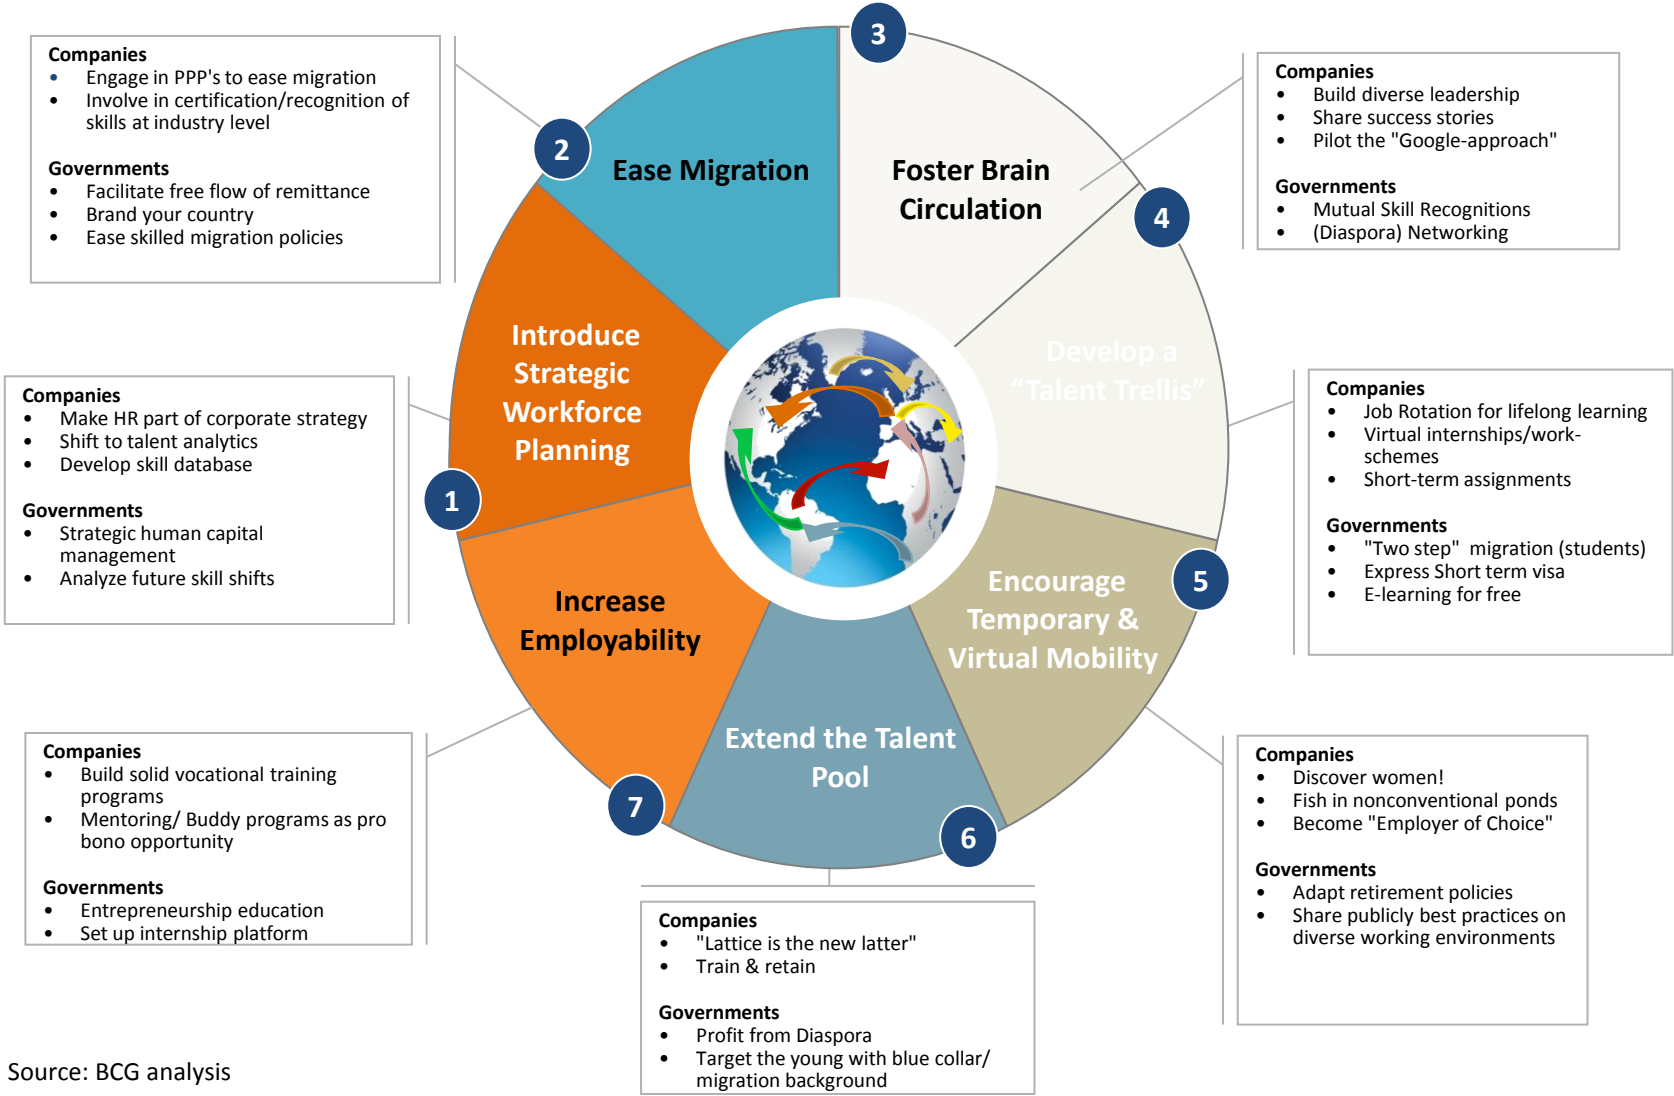 Companies
• Engage in PPP's to ease migration
• Involve in certification/recognition of
skills at industry level
Governments
• Facilitate free flow of remittance
• Brand your country
• Ease skilled migration policies
2
Ease Migration
3
Foster Brain
Circulation
Companies
• Build diverse leadership
• Share success stories
• Pilot the "Google-approach"
Governments
• Mutual Skill Recognitions
• (Diaspora) Networking
4
Develop a
“Talent Trellis”
Companies
• Job Rotation for lifelong learning
• Virtual internships/work-
schemes
• Short-term assignments
Governments
• "Two step" migration (students)
• Express Short term visa
• E-learning for free
Introduce
Strategic
Workforce
Planning
1
Companies
• Make HR part of corporate strategy
• Shift to talent analytics
• Develop skill database
Governments
• Strategic human capital
management
• Analyze future skill shifts
5
Encourage
Temporary &
Virtual Mobility
Companies
• Discover women!
• Fish in nonconventional ponds
• Become "Employer of Choice"
Governments
• Adapt retirement policies
• Share publicly best practices on
diverse working environments
Increase
Employability
7
Companies
• Build solid vocational training
programs
• Mentoring/ Buddy programs as pro
bono opportunity
Governments
• Entrepreneurship education
• Set up internship platform
Extend the Talent
Pool
6
Companies
• "Lattice is the new latter"
• Train & retain
Governments
• Profit from Diaspora
• Target the young with blue collar/
migration background
Source: BCG analysis